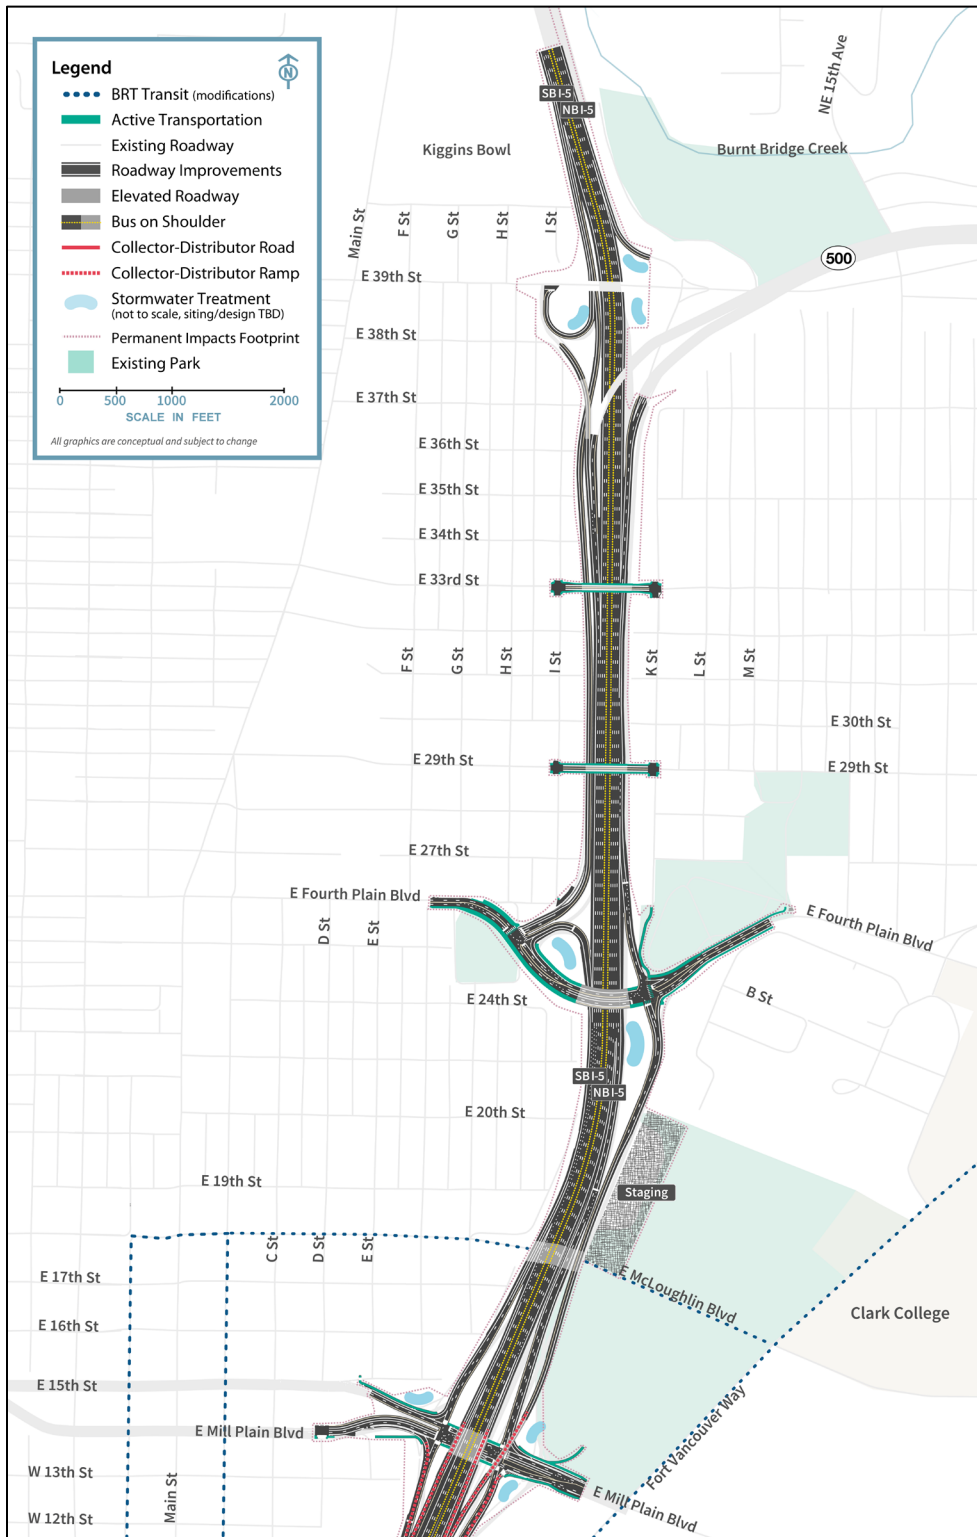 Legend
N
BRT Transit (modifications)
Active Transportation
Existing Roadway
Roadway Improvements
Elevated Roadway
Bus on Shoulder
Collector-Distributor Road
Collector-Distributor Ramp
Stormwater Treatment
(not to scale, siting/design TBD)
Permanent Impacts Footprint
Existing Park
0 500 1000 2000
SCALE IN FEET
All graphics are conceptual and subject to change
SB I-5
NB I-5
NE 15th Ave
Kiggins Bowl
Burnt Bridge Creek
Main St
F St
G St
H St
I St
500
E 39th St
E 38th St
E 37th St
E 36th St
E 35th St
E 34th St
E 33rd St
F St
G St
H St
I St
K St
L St
M St
E 30th St
E 29th St
E 29th St
E 27th St
E Fourth Plain Blvd
E Fourth Plain Blvd
D St
E St
E 24th St
B St
SB I-5
NB I-5
E 20th St
E 19th St
Staging
C St
D St
E St
E 17th St
E McLoughlin Blvd
Clark College
E 16th St
E 15th St
Fort Vancouver Way
E Mill Plain Blvd
W 13th St
Main St
E Mill Plain Blvd
W 12th St